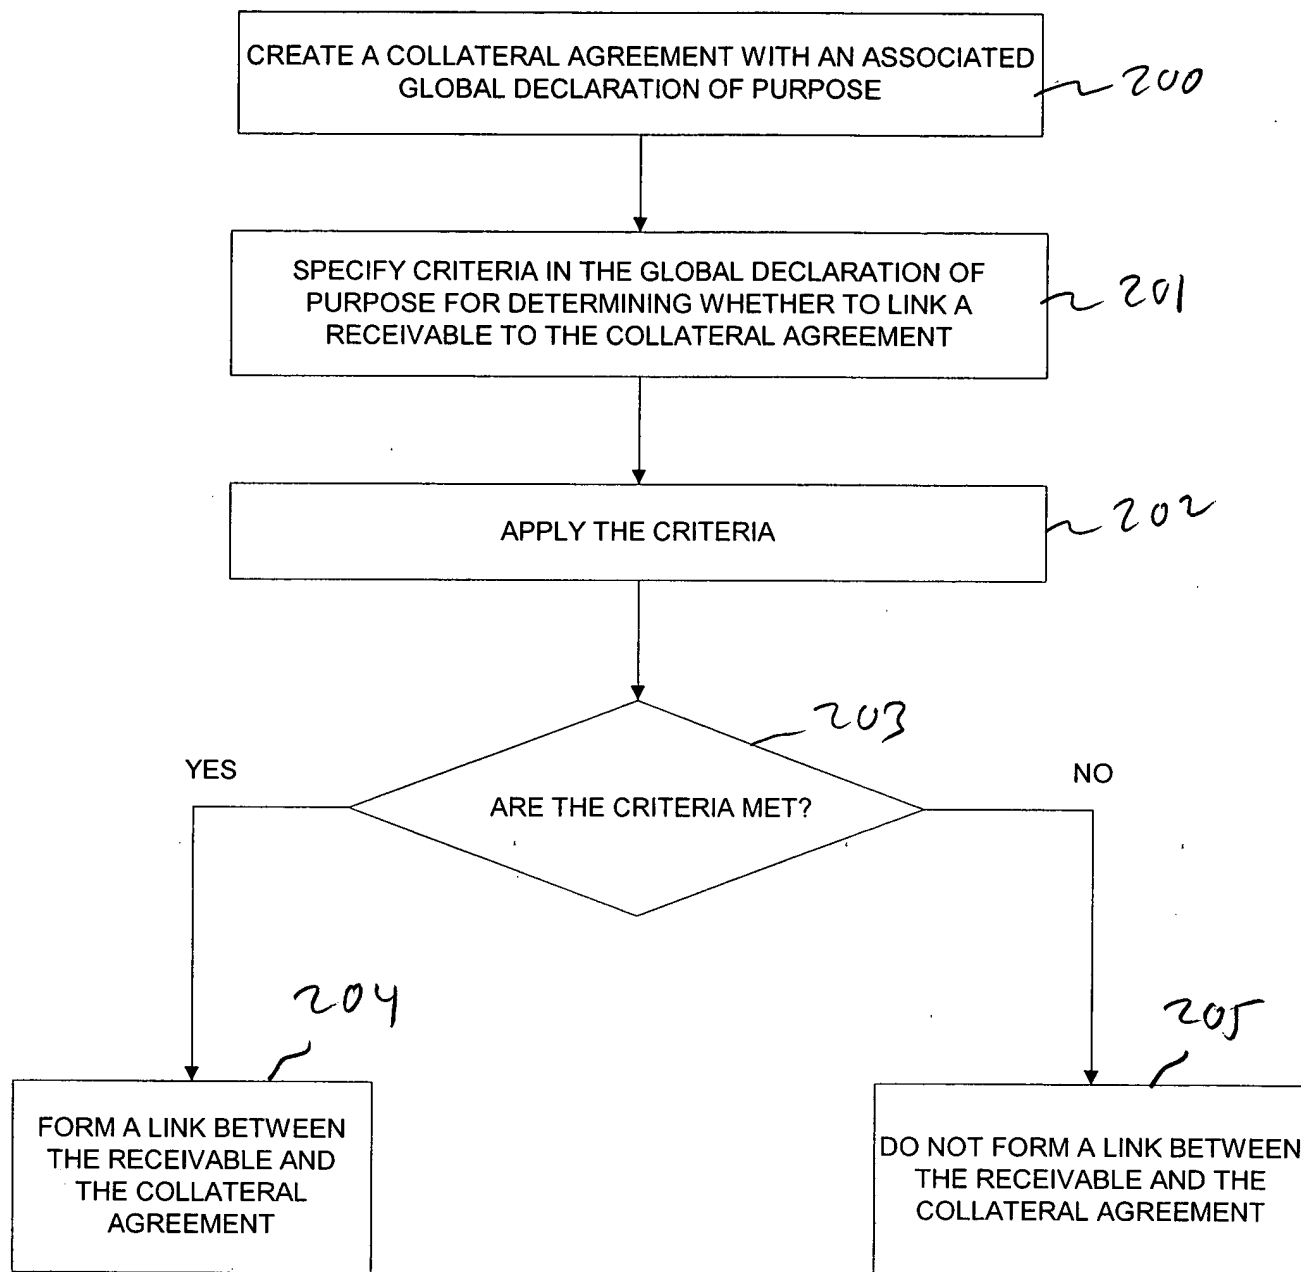 CREATE A COLLATERAL AGREEMENT WITH AN ASSOCIATED
GLOBAL DECLARATION OF PURPOSE
200
SPECIFY CRITERIA IN THE GLOBAL DECLARATION OF
PURPOSE FOR DETERMINING WHETHER TO LINK A
RECEIVABLE TO THE COLLATERAL AGREEMENT
201
APPLY THE CRITERIA
202
203
YES
NO
ARE THE CRITERIA MET?
204
205
FORM A LINK BETWEEN
THE RECEIVABLE AND
THE COLLATERAL
AGREEMENT
DO NOT FORM A LINK BETWEEN
THE RECEIVABLE AND THE
COLLATERAL AGREEMENT